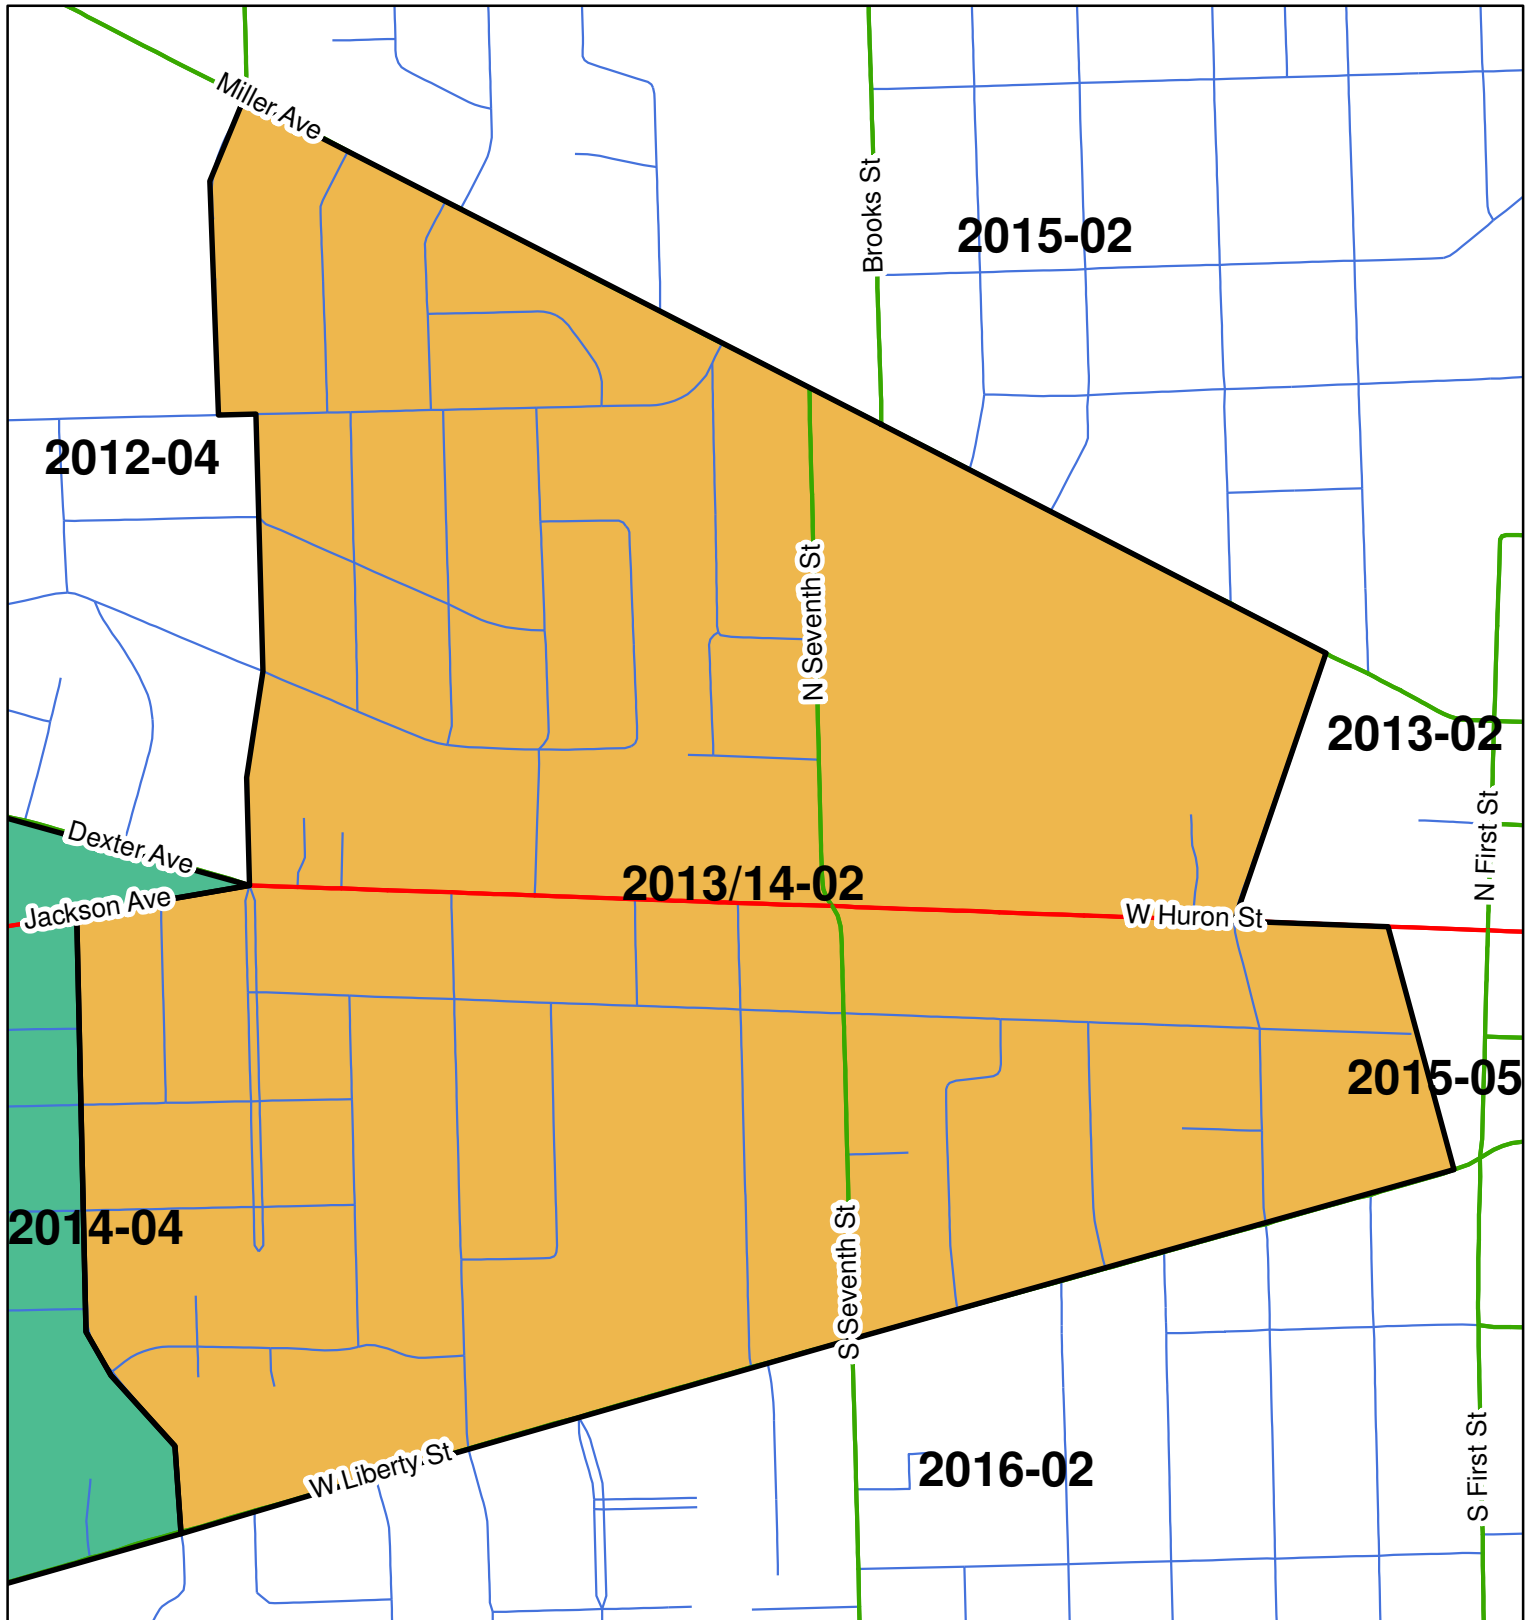 Miller Ave
Brooks St
2015-02
2012-04
N Seventh St
2013-02
Dexter Ave
N First St
2013/14-02
Jackson Ave
W Huron St
2015-05
2014-04
S Seventh St
W Liberty St
2016-02
S First St